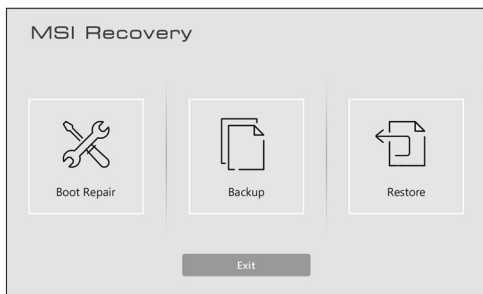 MSI Recovery
Boot Repair
Backup
Restore
Exit